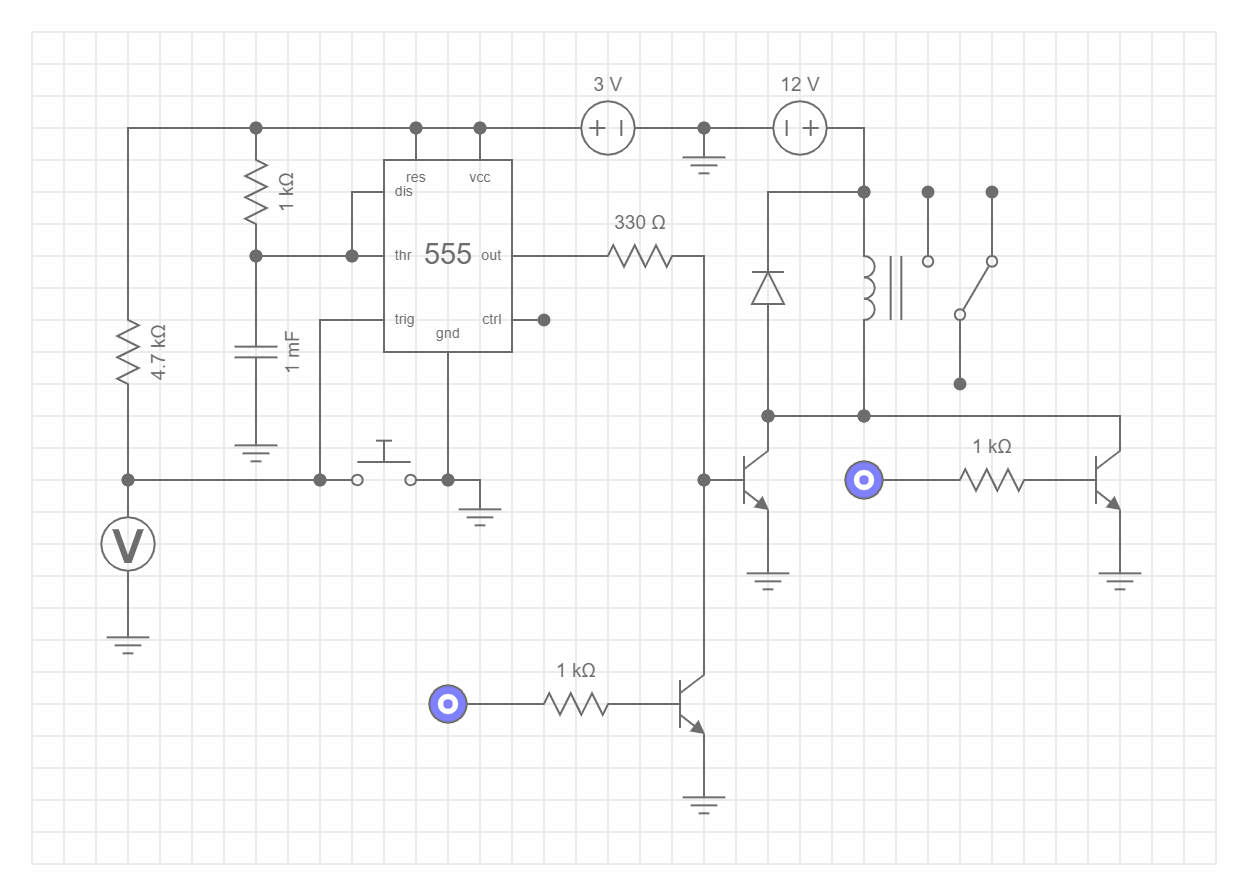 3 V
12 V
res
vcc
dis
1 kΩ
330 Ω
thr
555
out
trig
ctrl
gnd
4.7 kΩ
1 mF
1 kΩ
V
1 kΩ